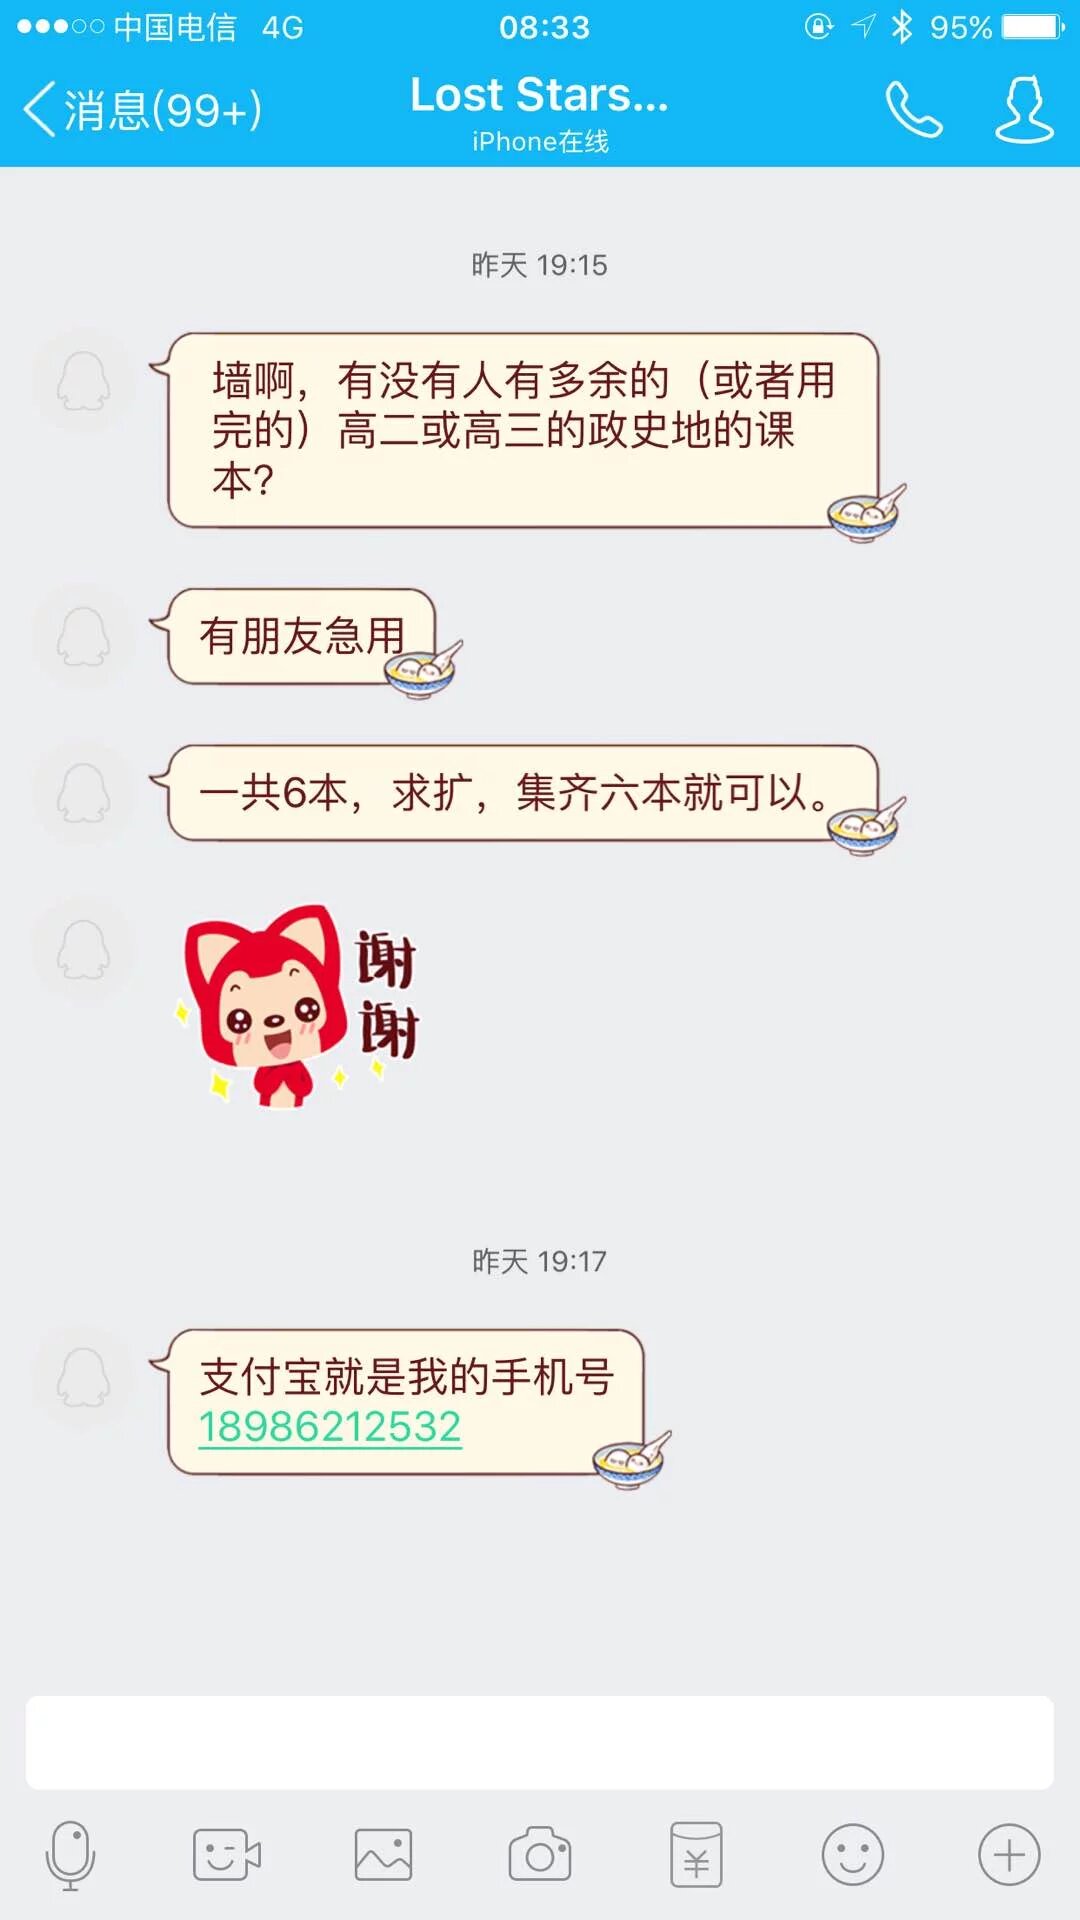 中国电信 4G 08:33 95%
消息(99+) Lost Stars...
iPhone在线
昨天 19:15
墙啊，有没有人有多余的（或者用
完的）高二或高三的政史地的课
本？
有朋友急用
一共6本，求扩，集齐六本就可以。
谢
谢
昨天 19:17
支付宝就是我的手机号
18986212532